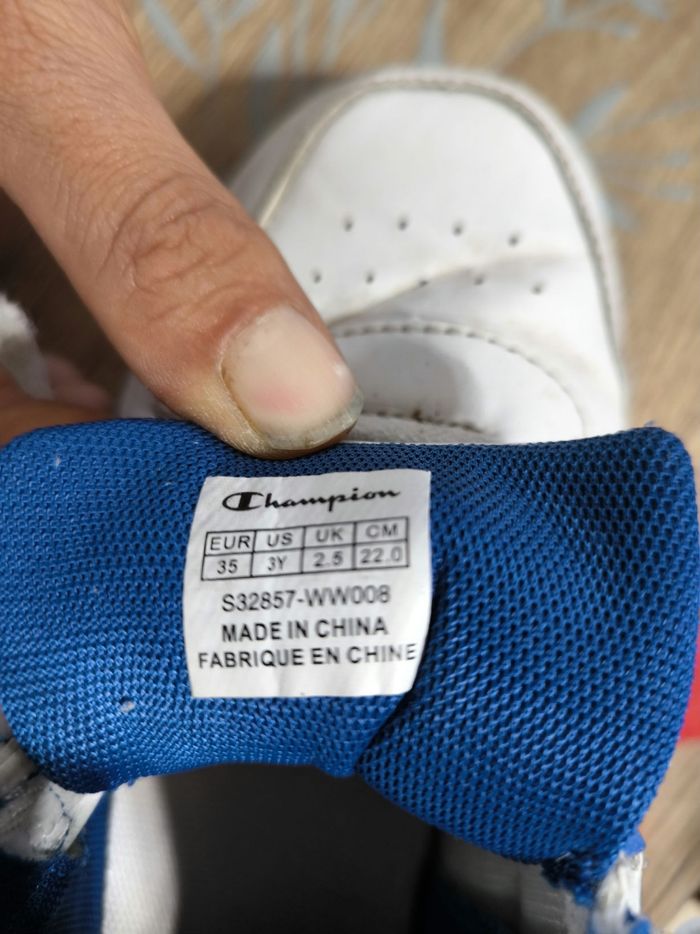 Champion
EUR US UK CM
35 3Y 2.5 22.0
S32857-WW008
MADE IN CHINA
FABRIQUE EN CHINE